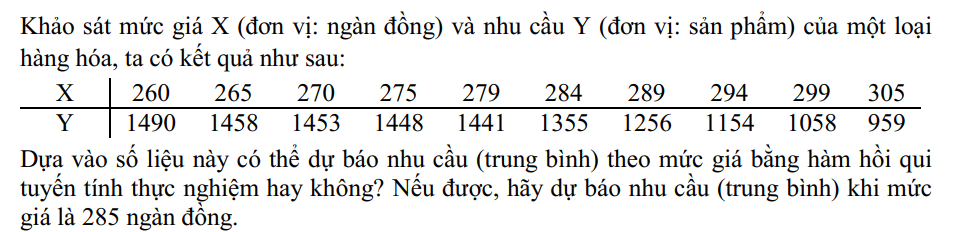 Khảo sát mức giá X (đơn vị: ngàn đồng) và nhu cầu Y (đơn vị: sản phẩm) của một loại
hàng hóa, ta có kết quả như sau:
X 260 265 270 275 279 284 289 294 299 305
Y 1490 1458 1453 1448 1441 1355 1256 1154 1058 959
Dựa vào số liệu này có thể dự báo nhu cầu (trung bình) theo mức giá bằng hàm hồi qui
tuyến tính thực nghiệm hay không? Nếu được, hãy dự báo nhu cầu (trung bình) khi mức
giá là 285 ngàn đồng.